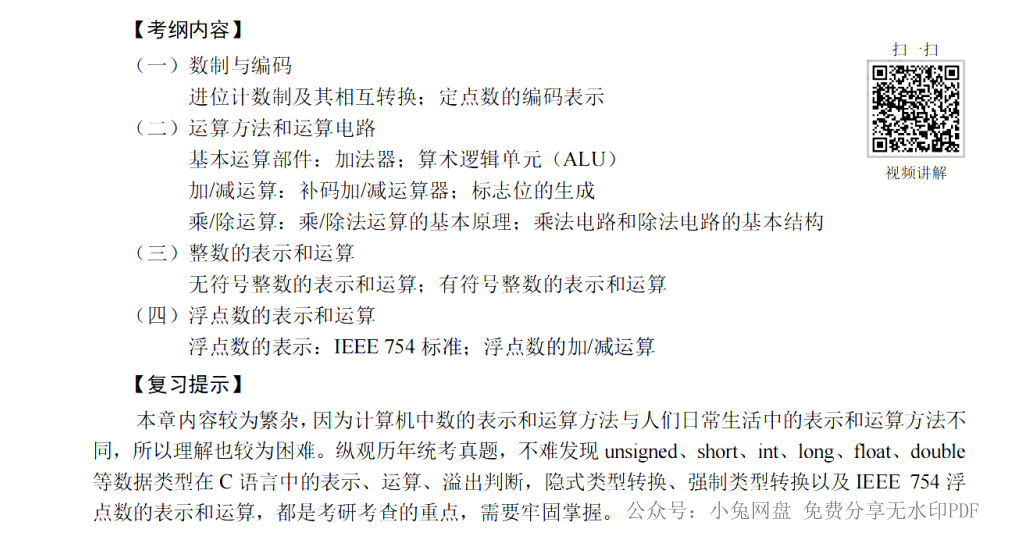 【考纲内容】
扫一扫
（一）数制与编码
进位计数制及其相互转换；定点数的编码表示
（二）运算方法和运算电路
基本运算部件：加法器；算术逻辑单元（ALU）
视频讲解
加/减运算：补码加/减运算器；标志位的生成
乘/除运算：乘/除法运算的基本原理；乘法电路和除法电路的基本结构
（三）整数的表示和运算
无符号整数的表示和运算；有符号整数的表示和运算
（四）浮点数的表示和运算
浮点数的表示：IEEE 754 标准；浮点数的加/减运算
【复习提示】
本章内容较为繁杂，因为计算机中数的表示和运算方法与人们日常生活中的表示和运算方法不
同，所以理解也较为困难。纵观历年统考真题，不难发现 unsigned、short、int、long、float、double
等数据类型在 C 语言中的表示、运算、溢出判断，隐式类型转换、强制类型转换以及 IEEE 754 浮
点数的表示和运算，都是考研考查的重点，需要牢固掌握。 公众号：小兔网盘 免费分享无水印PDF